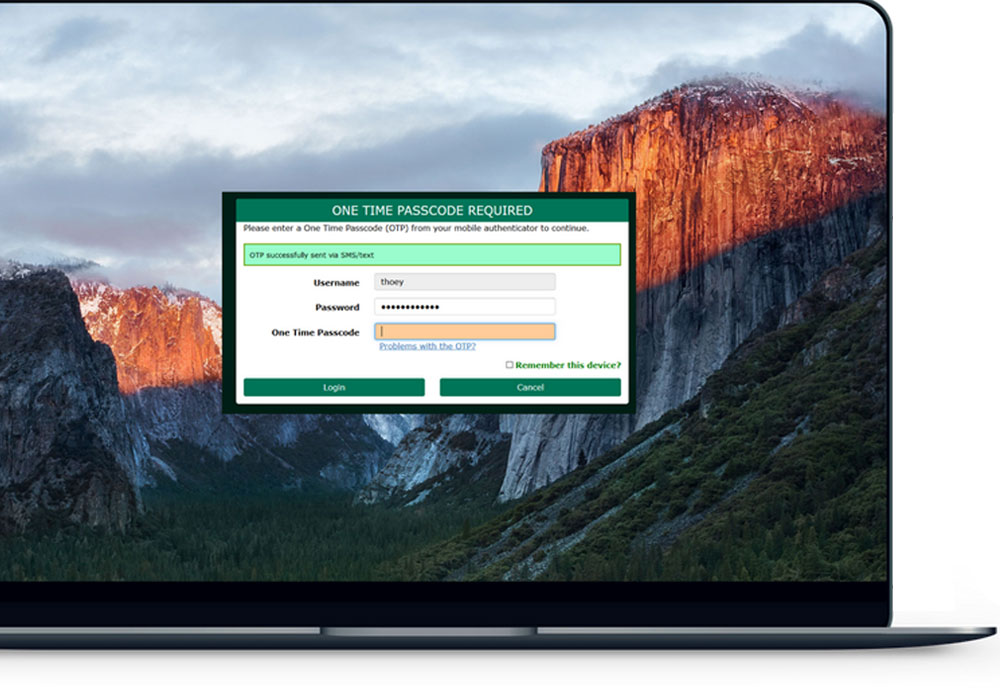 ONE TIME PASSCODE REQUIRED
Please enter a One Time Passcode (OTP) from your mobile authenticator to continue.
OTP successfully sent via SMS/text
Username thoey
Password ••••••••••••
One Time Passcode
Problems with the OTP?
Remember this device?
Login Cancel